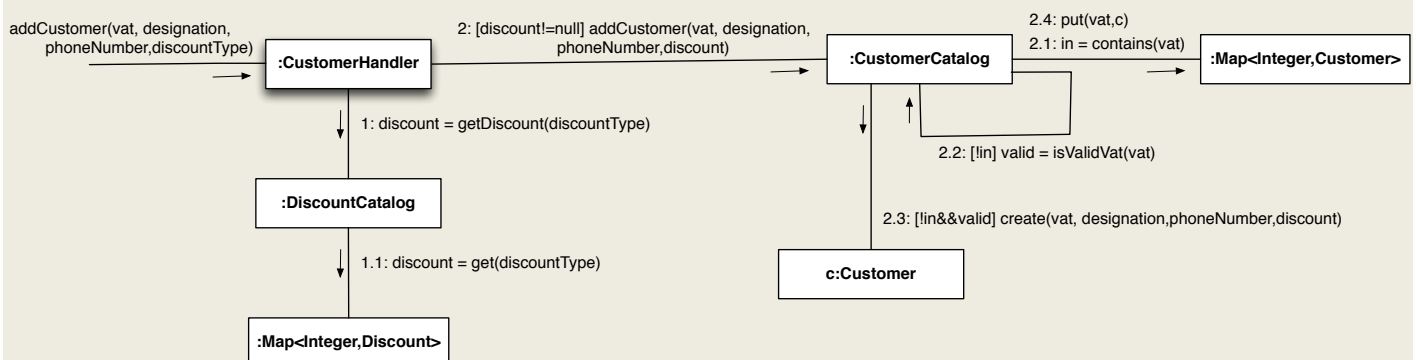 addCustomer(vat, designation,
phoneNumber,discountType)
:CustomerHandler
2: [discount!=null] addCustomer(vat, designation,
phoneNumber,discount)
:CustomerCatalog
2.4: put(vat,c)
2.1: in = contains(vat)
:Map<Integer,Customer>
1: discount = getDiscount(discountType)
2.2: [!in] valid = isValidVat(vat)
:DiscountCatalog
2.3: [!in&&valid] create(vat, designation,phoneNumber,discount)
1.1: discount = get(discountType)
c:Customer
:Map<Integer,Discount>